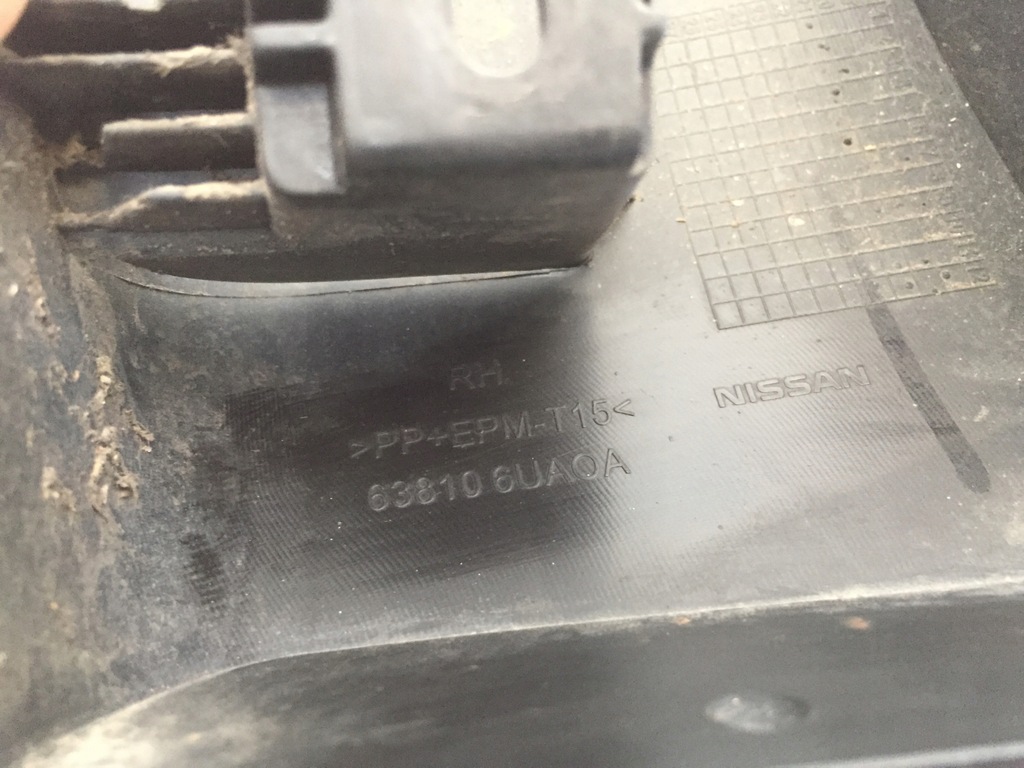 RH
>PP+EPM-T15<
63810 6UA0A
NISSAN